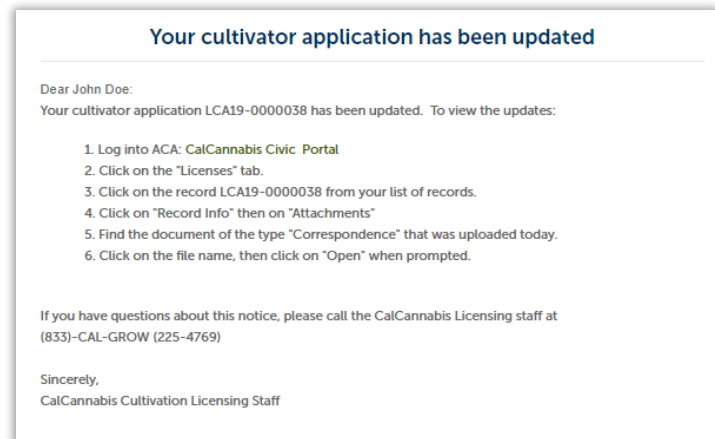 Your cultivator application has been updated
Dear John Doe:
Your cultivator application LCA19-0000038 has been updated.  To view the updates:
1. Log into ACA: CalCannabis Civic  Portal
2. Click on the "Licenses" tab.
3. Click on the record LCA19-0000038 from your list of records.
4. Click on "Record Info" then on "Attachments"
5. Find the document of the type "Correspondence" that was uploaded today.
6. Click on the file name, then click on "Open" when prompted.
If you have questions about this notice, please call the CalCannabis Licensing staff at
(833)-CAL-GROW (225-4769)
Sincerely,
CalCannabis Cultivation Licensing Staff